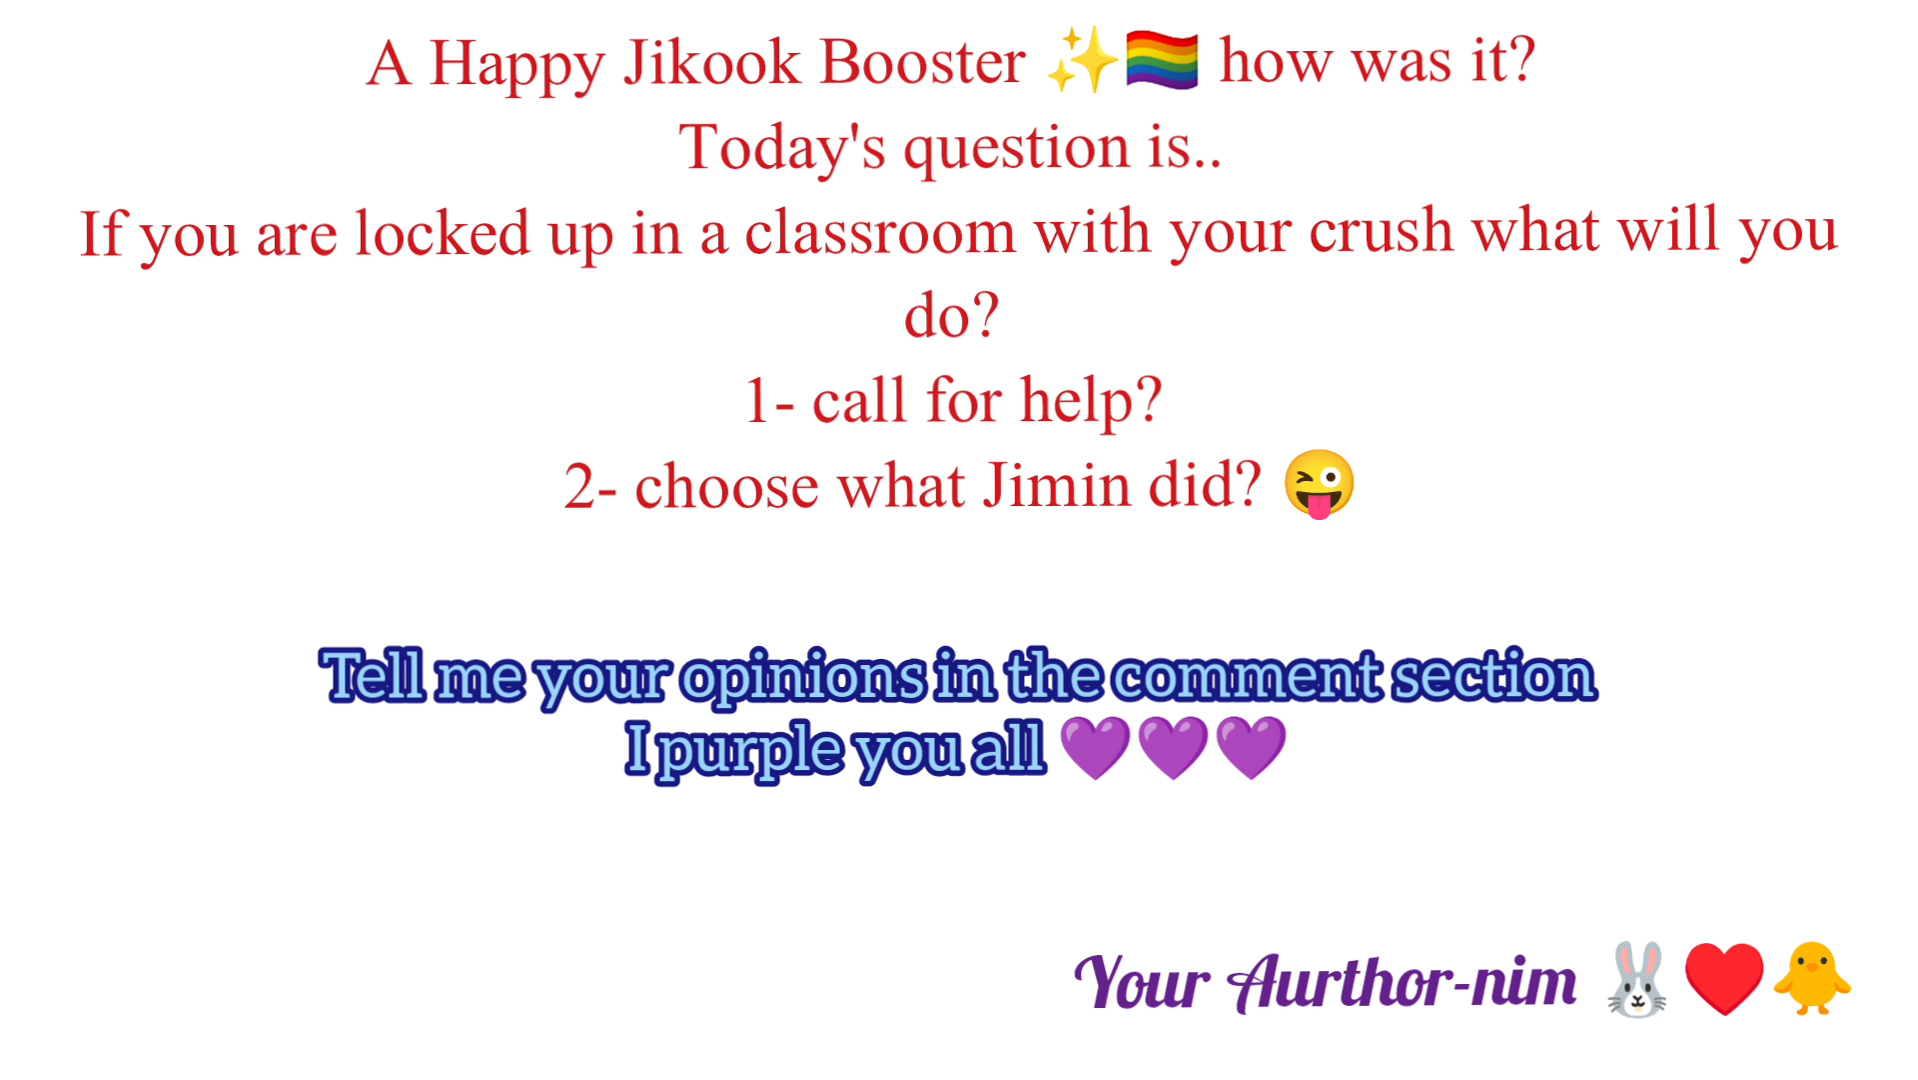 A Happy Jikook Booster ✨🏳️‍🌈 how was it?
Today's question is..
If you are locked up in a classroom with your crush what will you
do?
1- call for help?
2- choose what Jimin did? 😜
Tell me your opinions in the comment section
I purple you all 💜💜💜
Your Aurthor-nim 🐰❤️🐥